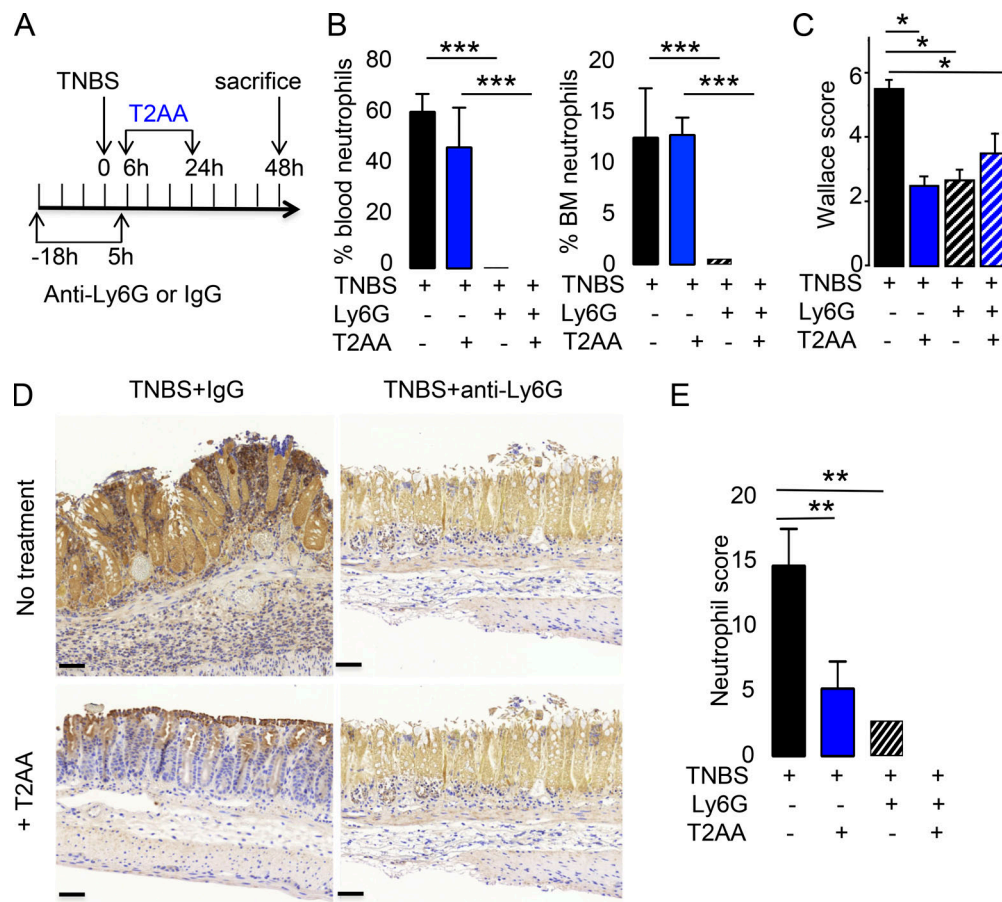 A
TNBS
sacrifice
T2AA
0 6h 24h 48h
-18h 5h
Anti-Ly6G or IgG
B
% blood neutrophils
80
60
40
20
0
*** 
***
TNBS + + + +
Ly6G - - + +
T2AA - + - +
% BM neutrophils
20
15
10
5
0
***
***
TNBS + + + +
Ly6G - - + +
T2AA - + - +
C
Wallace score
6
4
2
0
*
*
*
TNBS + + + +
Ly6G - - + +
T2AA - + - +
D
TNBS+IgG TNBS+anti-Ly6G
No treatment
+ T2AA
E
Neutrophil score
20
15
10
5
0
**
**
TNBS + + + +
Ly6G - - + +
T2AA - + - +